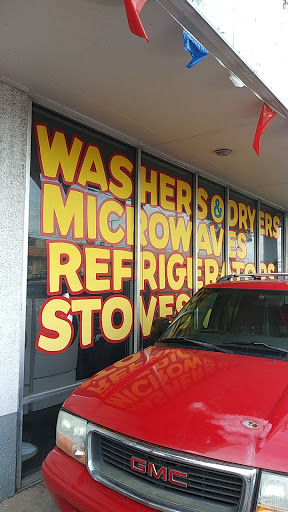 WASHERS & DRYERS
MICROWAVES
REFRIGERATORS
STOVES
GMC